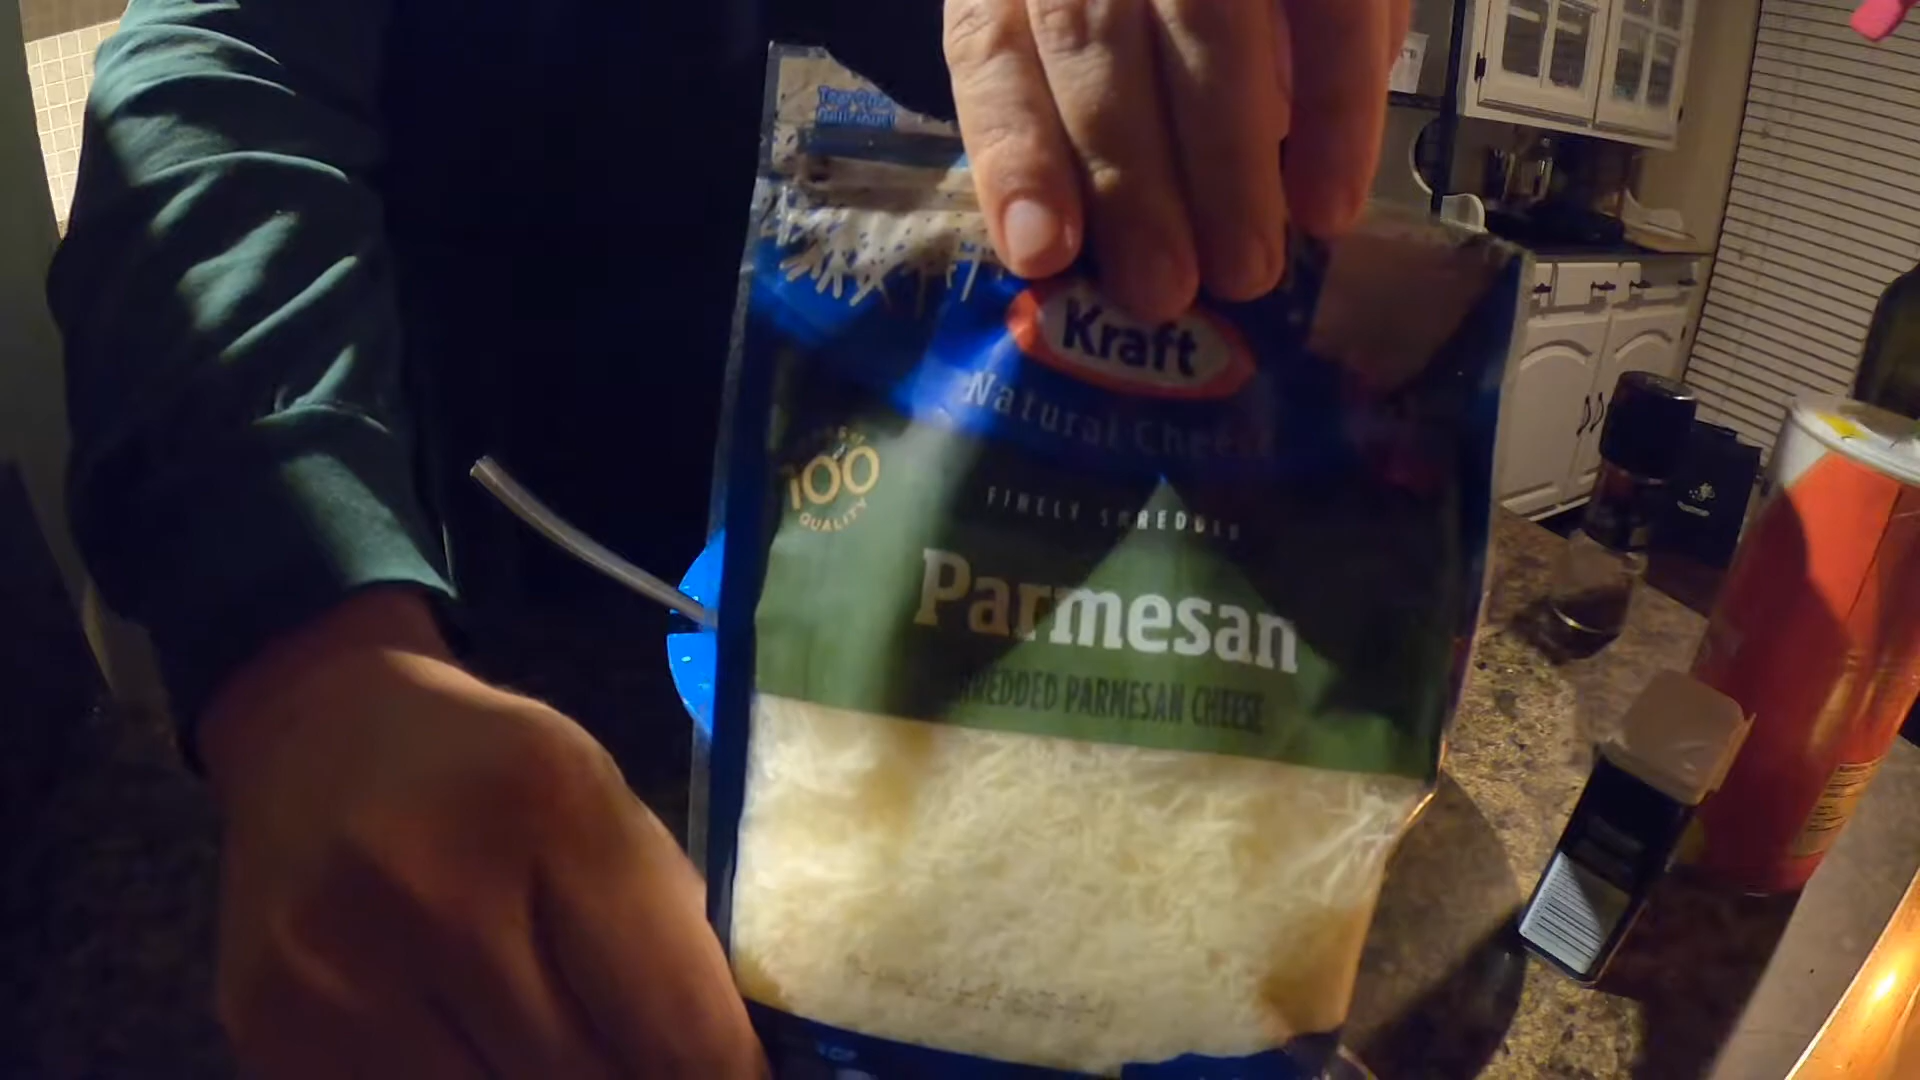 Kraft
Natural Cheese
100
QUALITY
FINELY SHREDDED
Parmesan
SHREDDED PARMESAN CHEESE